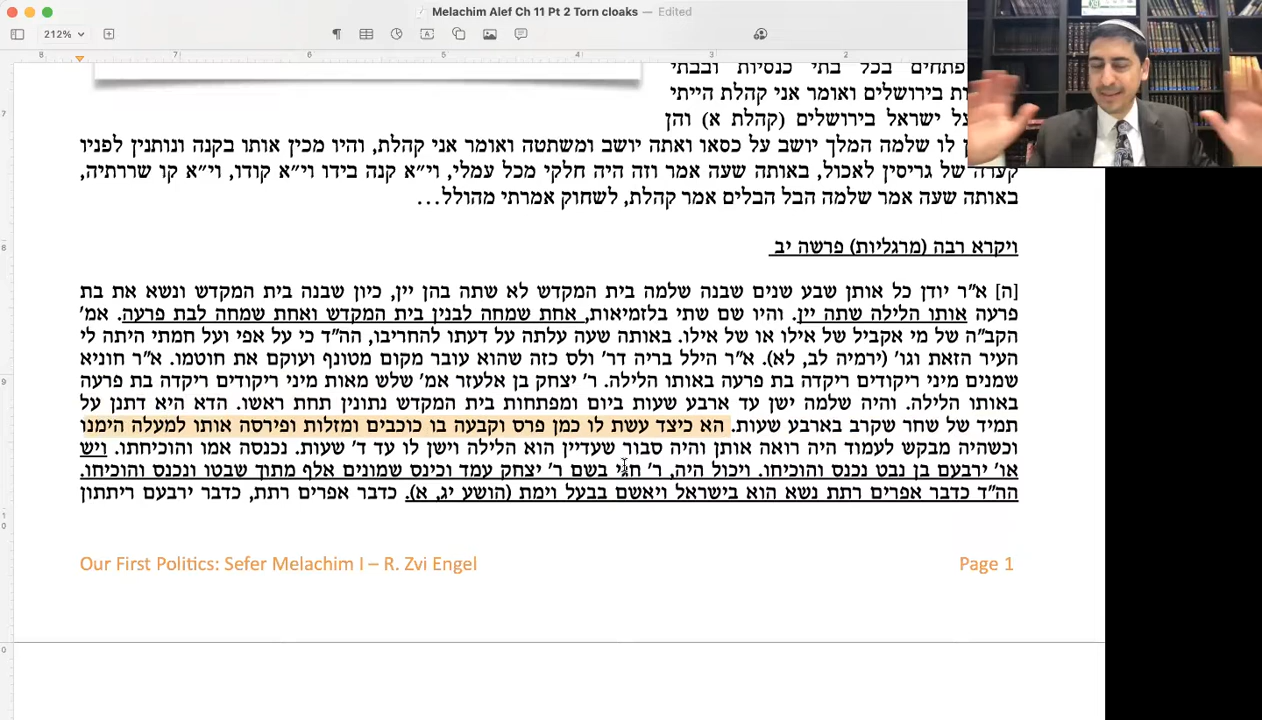 Melachim Alef Ch 11 Pt 2 Torn cloaks — Edited
212%
8 7 6 5 4 3 2
פתחים בכל בתי כנסיות ובבתי
ות בירושלים ואומר אני קהלת הייתי
על ישראל בירושלים (קהלת א) והן
לו שלמה המלך יושב על כסאו ואתה יושב ומשתטה ואומר אני קהלת, והיו מכין אותו בקנה ונותנין לפניו
קערה של גריסין לאכול, באותה שעה אמר וזה היה חלקי מכל עמלי, וי״א קנה בידו וי״א קודו, וי״א קו שררתיה,
באותה שעה אמר שלמה הבל הבלים אמר קהלת, לשחוק אמרתי מהולל...
ויקרא רבה (מרגליות) פרשה יב
[ה] א״ר יודן כל אותן שבע שנים שבנה שלמה בית המקדש לא שתה בהן יין, כיון שבנה בית המקדש ונשא את בת
פרעה אותו הלילה שתה יין. והיו שם שתי בלזמיאות, אחת שמחה לבנין בית המקדש ואחת שמחה לבת פרעה. אמ'
הקב״ה של מי אקביל של אילו או של אילו. באותה שעה עלתה על דעתו להחריבו, הה״ד כי על אפי ועל חמתי היתה לי
העיר הזאת וגו' (ירמיה לב, לא). א״ר הילל בריה דר' ולס כזה שהוא עובר מקום מטונף ועוקם את חוטמו. א״ר חוניא
שמנים מיני ריקודים ריקדה בת פרעה באותו הלילה. ר' יצחק בן אלעזר אמ' שלש מאות מיני ריקודים ריקדה בת פרעה
באותו הלילה. והיה שלמה ישן עד ארבע שעות ביום ומפתחות בית המקדש נתונין תחת ראשו. הדא היא דתנן על
תמיד של שחר שקרב בארבע שעות. הא כיצד עשת לו כמן פרס וקבעה בו כוכבים ומזלות ופירסה אותו למעלה הימנו
וכשהיה מבקש לעמוד היה רואה אותן והיה סבור שעדיין הוא הלילה וישן לו עד ד' שעות. נכנסה אמו והוכיחתו. ויש
או' ירבעם בן נבט נכנס והוכיחו. ויכול היה, ר' חגי בשם ר' יצחק עמד וכינס שמונים אלף מתוך שבטו ונכנס והוכיחו.
הה״ד כדבר אפרים רתת נשא הוא בישראל ויאשם בבעל וימת (הושע יג, א). כדבר אפרים רתת, כדבר ירבעם ריתתון
Our First Politics: Sefer Melachim I – R. Zvi Engel
Page 1